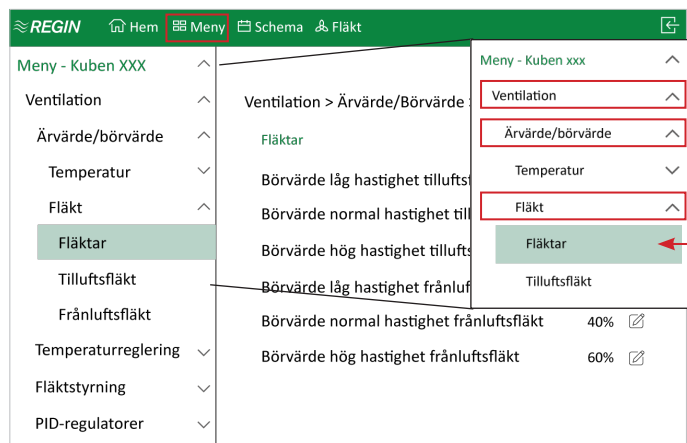 REGIN Hem Meny Schema Fläkt
Meny - Kuben XXX
Ventilation
Ärvärde/börvärde
Temperatur
Fläkt
Fläktar
Tilluftsfläkt
Frånluftsfläkt
Temperaturreglering
Fläktstyrning
PID-regulatorer
Ventilation > Ärvärde/Börvärde
Fläktar
Börvärde låg hastighet tillufts
Börvärde normal hastighet till
Börvärde hög hastighet tillufts
Börvärde låg hastighet frånluf
Börvärde normal hastighet frånluftsfläkt 40%
Börvärde hög hastighet frånluftsfläkt 60%
Meny - Kuben xxx
Ventilation
Ärvärde/börvärde
Temperatur
Fläkt
Fläktar
Tilluftsfläkt